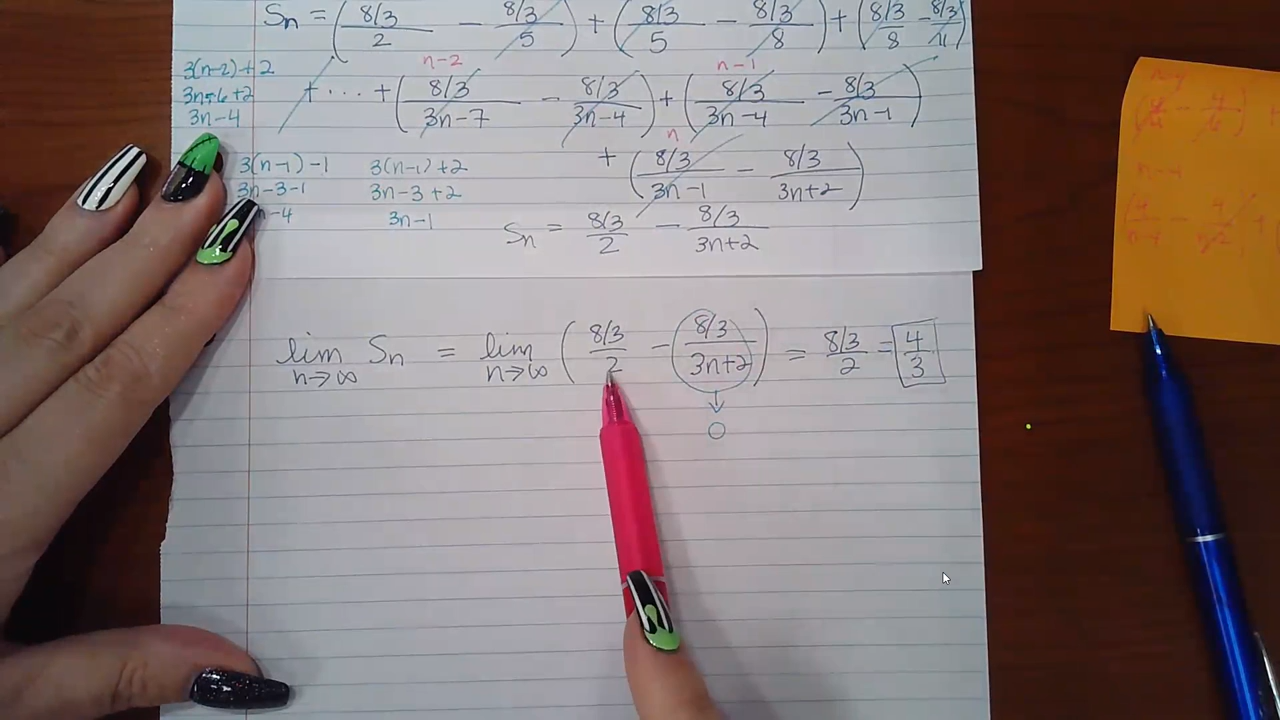 Sn = ( 8/3 / 2 − 8/3 / 5 ) + ( 8/3 / 5 − 8/3 / 8 ) + ( 8/3 / 8 − 8/3 / 11 )
3(n-2)+2
3n-6+2
3n-4
n-2 n-1
+ ··· + ( 8/3 / 3n-7 − 8/3 / 3n-4 ) + ( 8/3 / 3n-4 − 8/3 / 3n-1 )
n
+ ( 8/3 / 3n-1 − 8/3 / 3n+2 )
3(n-1)-1 3(n-1)+2
3n-3-1 3n-3+2
n-4 3n-1
Sn = 8/3 / 2 − 8/3 / 3n+2
lim n→∞ Sn = lim n→∞ ( 8/3 / 2 − 8/3 / 3n+2 ) = 8/3 / 2 = 4/3
↓
0